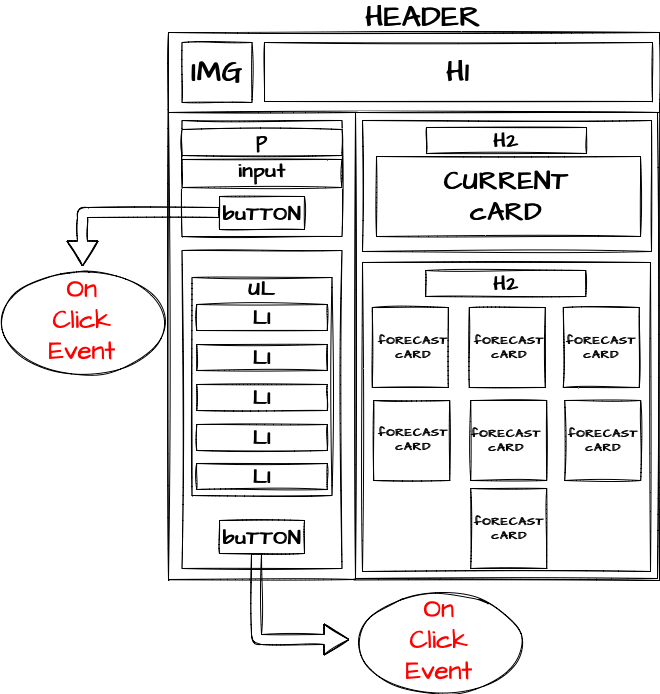 HEADER
IMG
H1
P
input
buTTON
On
Click
Event
uL
LI
LI
LI
LI
LI
buTTON
On
Click
Event
H2
CURRENT
cARD
H2
fORECAST
cARD
fORECAST
cARD
fORECAST
cARD
fORECAST
cARD
fORECAST
cARD
fORECAST
cARD
fORECAST
cARD